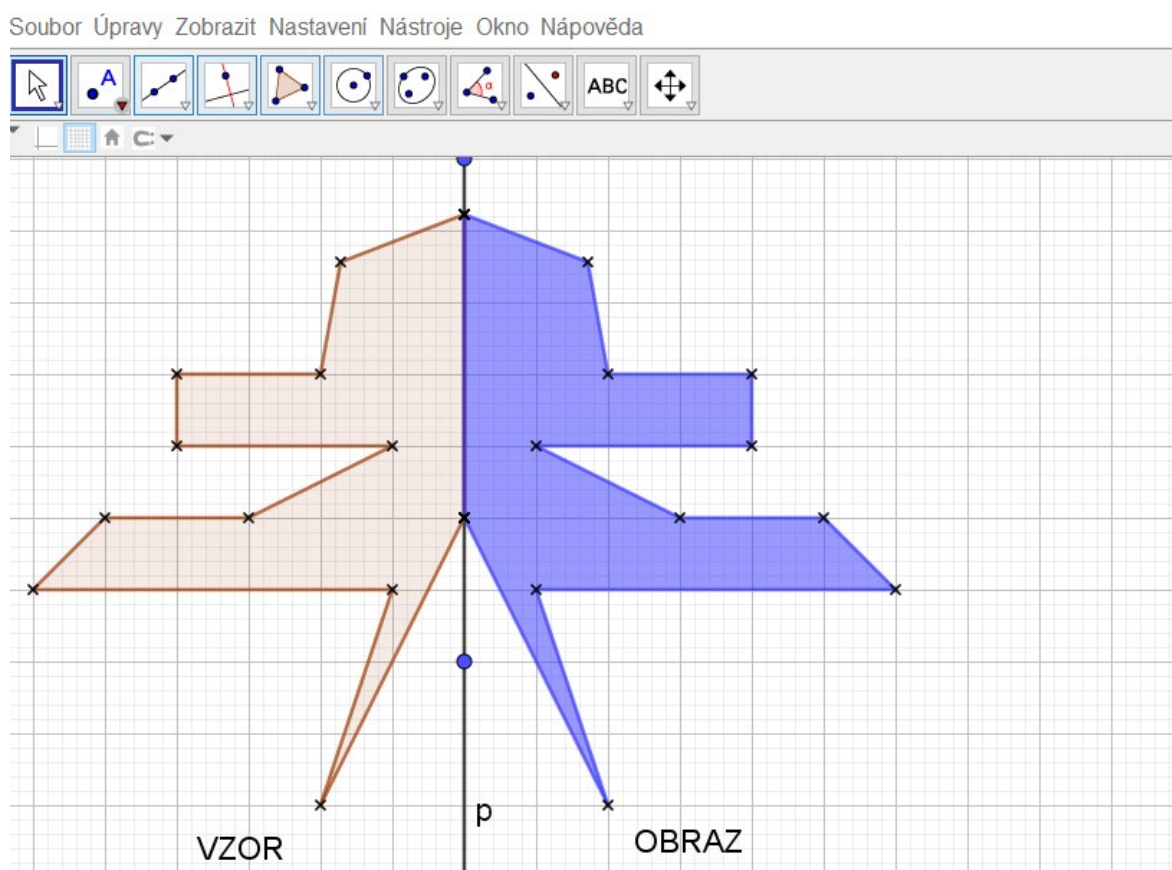 Soubor Úpravy Zobrazit Nastavení Nástroje Okno Nápověda
A α ABC
p
VZOR OBRAZ